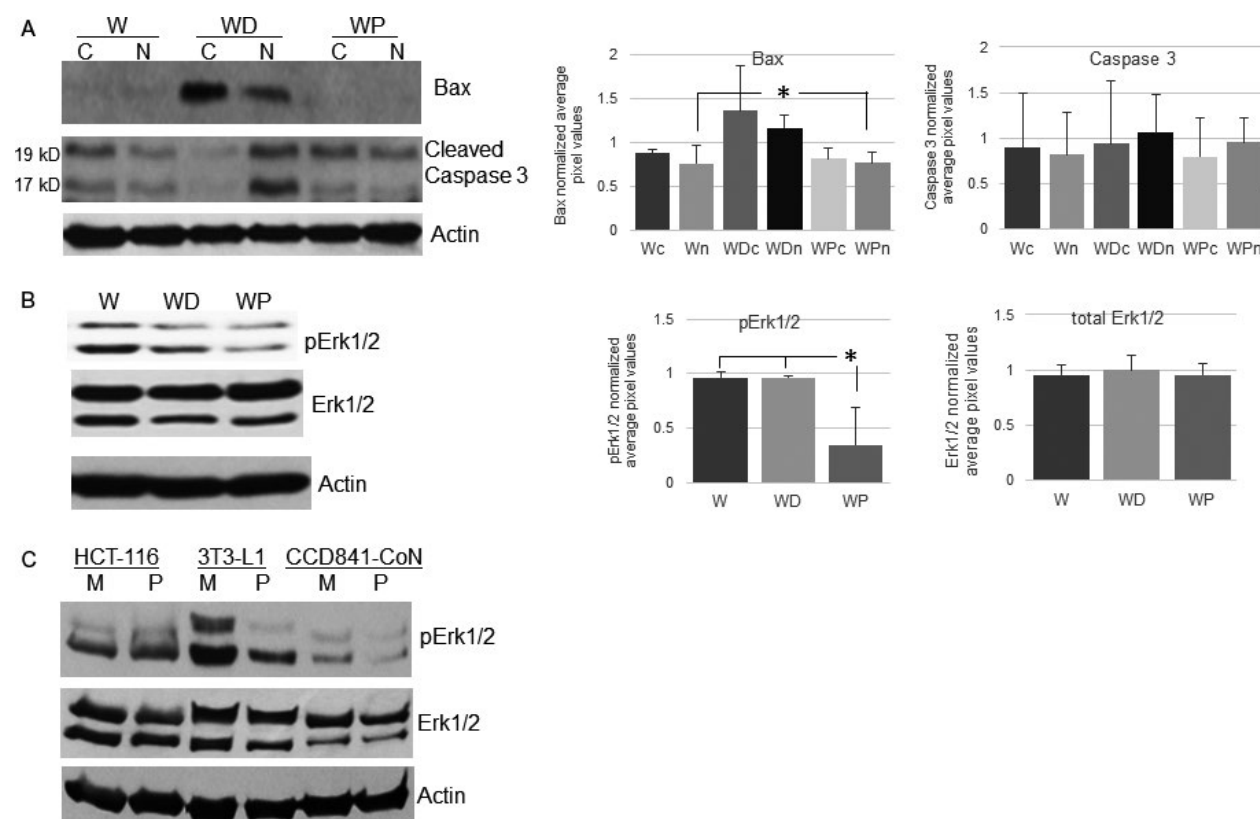 A
W WD WP
C N C N C N
Bax
19 kD
17 kD
Cleaved
Caspase 3
Actin
Bax
Bax normalized average
pixel values
2
1.5
1
0.5
0
*
Wc Wn WDc WDn WPc WPn
Caspase 3
Caspase 3 normalized
average pixel values
2
1.5
1
0.5
0
Wc Wn WDc WDn WPc WPn
B
W WD WP
pErk1/2
Erk1/2
Actin
pErk1/2
pErk1/2 normalized
average pixel values
1.5
1
0.5
0
*
W WD WP
total Erk1/2
Erk1/2 normalized
average pixel values
1.5
1
0.5
0
W WD WP
C
HCT-116 3T3-L1 CCD841-CoN
M P M P M P
pErk1/2
Erk1/2
Actin